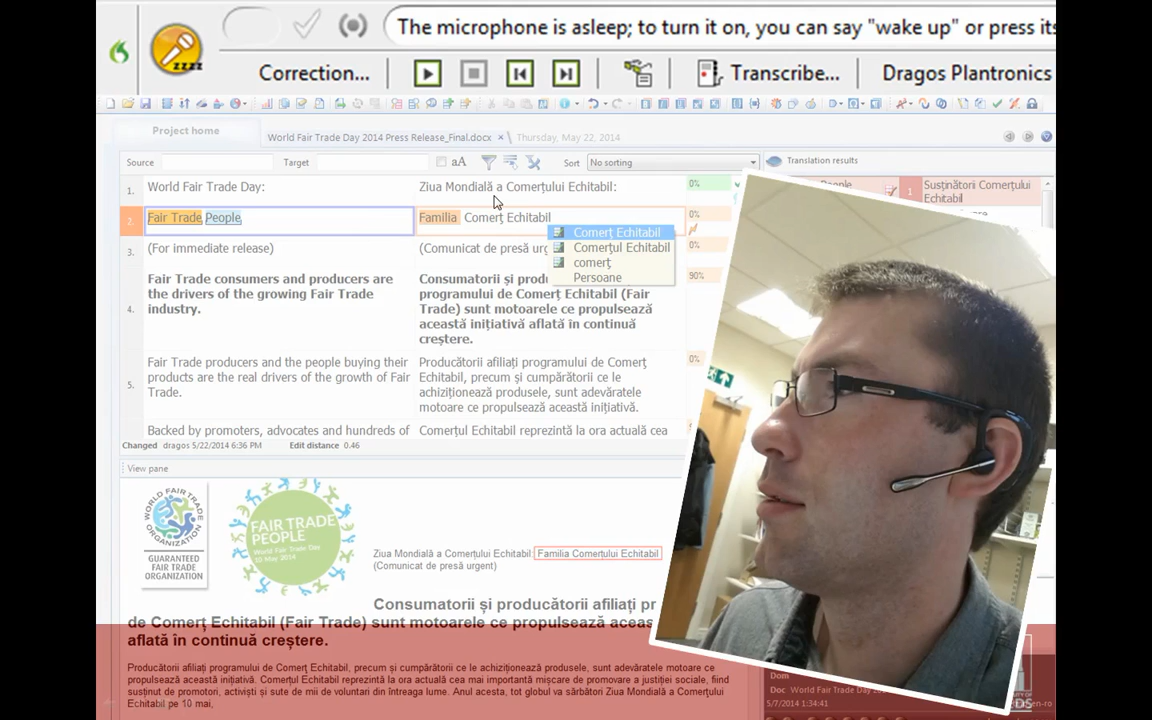 The microphone is asleep; to turn it on, you can say "wake up" or press its
zzzz
Correction...
Transcribe...
Dragos Plantronics
Project home
World Fair Trade Day 2014 Press Release_Final.docx
Thursday, May 22, 2014
Source
Target
aA
Sort
No sorting
Translation results
1.
World Fair Trade Day:
Ziua Mondială a Comerțului Echitabil:
0%
People
1
Susținătorii Comerțului
Echitabil
2.
Fair Trade People
Familia Comerț Echitabil
0%
Comerț Echitabil
Comerțul Echitabil
comerț
Persoane
3.
(For immediate release)
(Comunicat de presă urg
0%
4.
Fair Trade consumers and producers are
the drivers of the growing Fair Trade
industry.
Consumatorii și prod
programului de Comerț Echitabil (Fair
Trade) sunt motoarele ce propulsează
această inițiativă aflată în continuă
creștere.
90%
5.
Fair Trade producers and the people buying their
products are the real drivers of the growth of Fair
Trade.
Producătorii afiliați programului de Comerț
Echitabil, precum și cumpărătorii ce le
achiziționează produsele, sunt adevăratele
motoare ce propulsează această inițiativă.
0%
Backed by promoters, advocates and hundreds of
Comerțul Echitabil reprezintă la ora actuală cea
Changed dragos 5/22/2014 6:36 PM Edit distance 0.46
View pane
WORLD FAIR TRADE
ORGANIZATION
GUARANTEED
FAIR TRADE
ORGANIZATION
FAIR TRADE
PEOPLE
World Fair Trade Day
10 May 2014
Ziua Mondială a Comerțului Echitabil: Familia Comerțului Echitabil
(Comunicat de presă urgent)
Consumatorii și producătorii afiliați pr
de Comerț Echitabil (Fair Trade) sunt motoarele ce propulsează aceas
aflată în continuă creștere.
Producătorii afiliați programului de Comerț Echitabil, precum și cumpărătorii ce le achiziționează produsele, sunt adevăratele motoare ce
propulsează această inițiativă. Comerțul Echitabil reprezintă la ora actuală cea mai importantă mișcare de promovare a justiției sociale, fiind
susținut de promotori, activiști și sute de mii de voluntari din întreaga lume. Anul acesta, tot globul va sărbători Ziua Mondială a Comerțului
Echitabil pe 10 mai,
Dom
Doc World Fair Trade Day
5/7/2014 1:34:41
en-ro